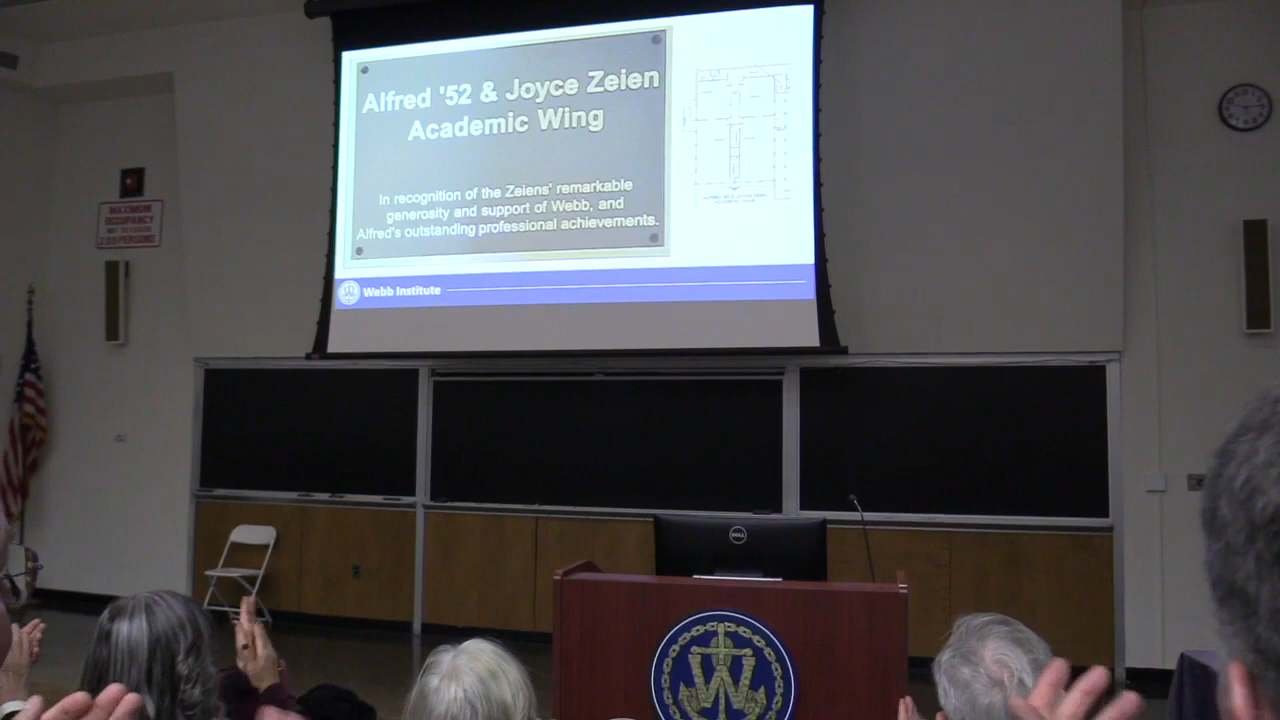 Alfred '52 & Joyce Zeien
Academic Wing
In recognition of the Zeiens' remarkable
generosity and support of Webb, and
Alfred's outstanding professional achievements.
Webb Institute
MAXIMUM
OCCUPANCY
DELL
W